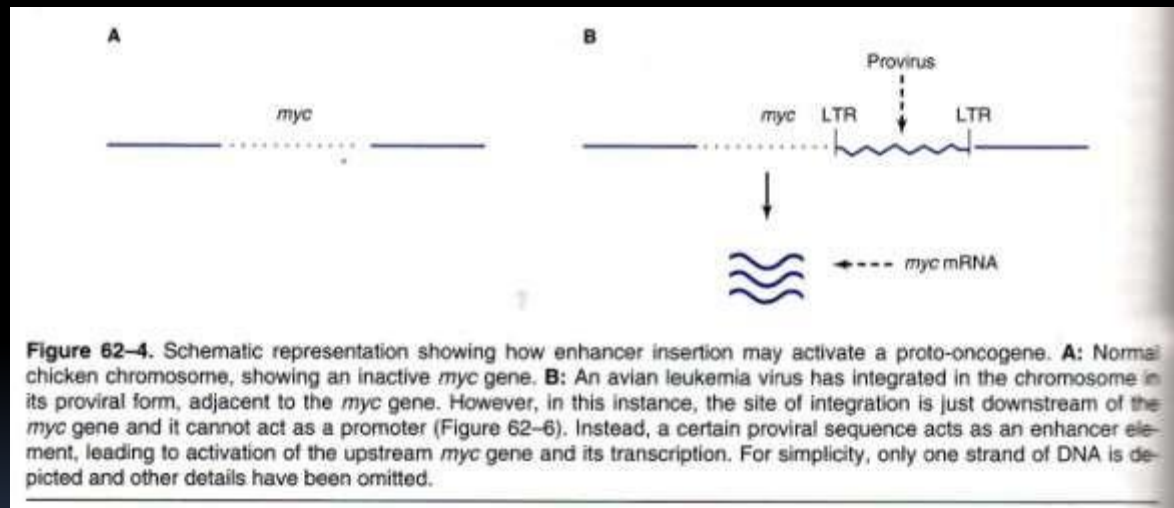 A
B
Provirus
myc
myc LTR LTR
myc mRNA
Figure 62–4. Schematic representation showing how enhancer insertion may activate a proto-oncogene. A: Normal
chicken chromosome, showing an inactive myc gene. B: An avian leukemia virus has integrated in the chromosome in
its proviral form, adjacent to the myc gene. However, in this instance, the site of integration is just downstream of the
myc gene and it cannot act as a promoter (Figure 62–6). Instead, a certain proviral sequence acts as an enhancer ele-
ment, leading to activation of the upstream myc gene and its transcription. For simplicity, only one strand of DNA is de-
picted and other details have been omitted.